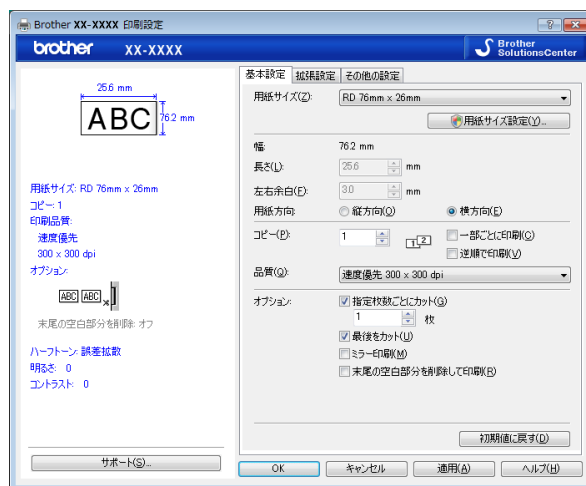 Brother XX-XXXX 印刷設定
brother XX-XXXX
Brother
SolutionsCenter
25.6 mm
ABC
76.2 mm
用紙サイズ: RD 76mm x 26mm
コピー: 1
印刷品質:
速度優先
300 x 300 dpi
オプション:
ABC ABC
末尾の空白部分を削除: オフ
ハーフトーン: 誤差拡散
明るさ: 0
コントラスト: 0
サポート(S)...
基本設定 拡張設定 その他の設定
用紙サイズ(Z): RD 76mm x 26mm
用紙サイズ設定(Y)...
幅: 76.2 mm
長さ(L): 25.6 mm
左右余白(F): 3.0 mm
用紙方向: 縦方向(O) 横方向(E)
コピー(P): 1 1 2 一部ごとに印刷(C)
逆順で印刷(V)
品質(Q): 速度優先 300 x 300 dpi
オプション: 指定枚数ごとにカット(G)
1 枚
最後をカット(U)
ミラー印刷(M)
末尾の空白部分を削除して印刷(R)
初期値に戻す(D)
OK キャンセル 適用(A) ヘルプ(H)